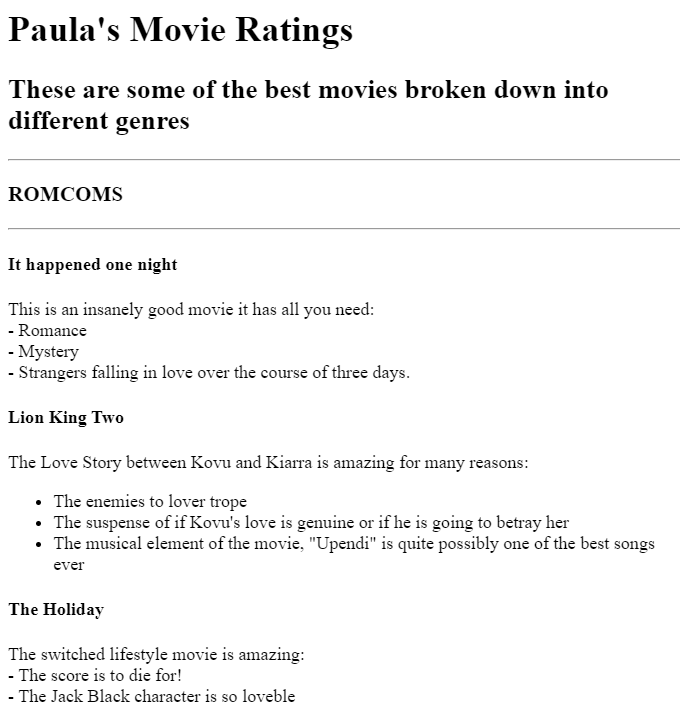 Paula's Movie Ratings
These are some of the best movies broken down into
different genres
ROMCOMS
It happened one night
This is an insanely good movie it has all you need:
- Romance
- Mystery
- Strangers falling in love over the course of three days.
Lion King Two
The Love Story between Kovu and Kiarra is amazing for many reasons:
• The enemies to lover trope
• The suspense of if Kovu's love is genuine or if he is going to betray her
• The musical element of the movie, "Upendi" is quite possibly one of the best songs
ever
The Holiday
The switched lifestyle movie is amazing:
- The score is to die for!
- The Jack Black character is so loveble